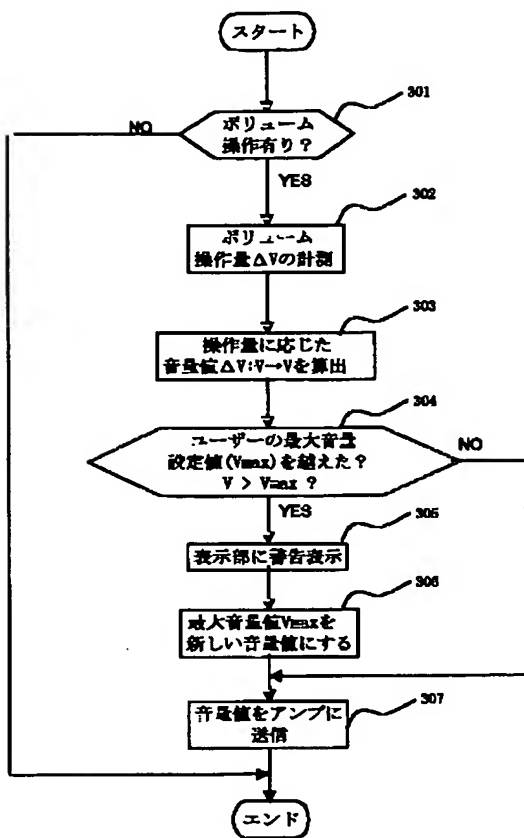 スタート
301
ボリューム
操作有り？
NO
YES
302
ボリューム
操作量△Vの計測
303
操作量に応じた
音量値△V:V→Vを算出
304
ユーザーの最大音量
設定値(Vmax)を越えた？
V > Vmax ?
NO
YES
305
表示部に警告表示
306
最大音量値Vmaxを
新しい音量値にする
307
音量値をアンプに
送信
エンド